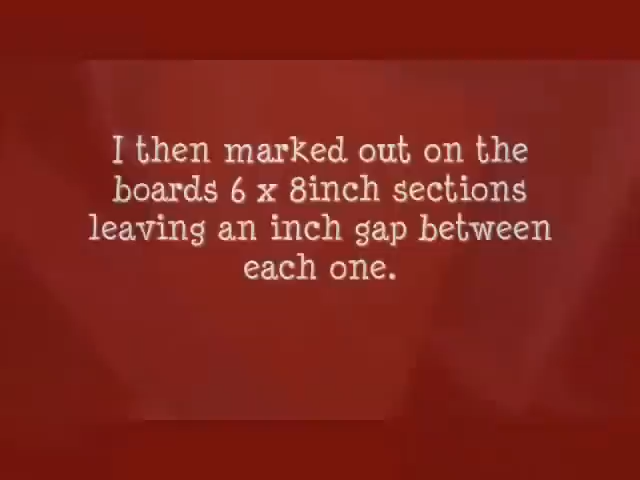 I then marked out on the
boards 6 x 8inch sections
leaving an inch gap between
each one.